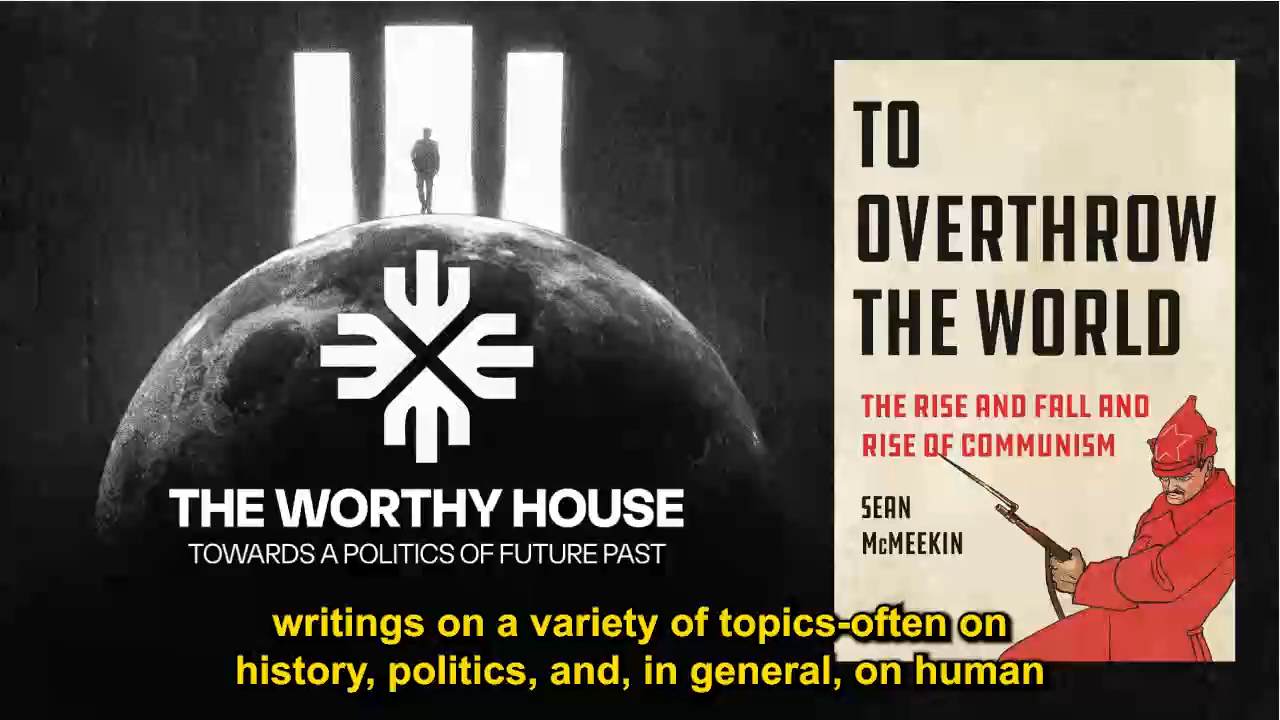 THE WORTHY HOUSE
TOWARDS A POLITICS OF FUTURE PAST
TO
OVERTHROW
THE WORLD
THE RISE AND FALL AND
RISE OF COMMUNISM
SEAN
McMEEKIN
writings on a variety of topics-often on
history, politics, and, in general, on human